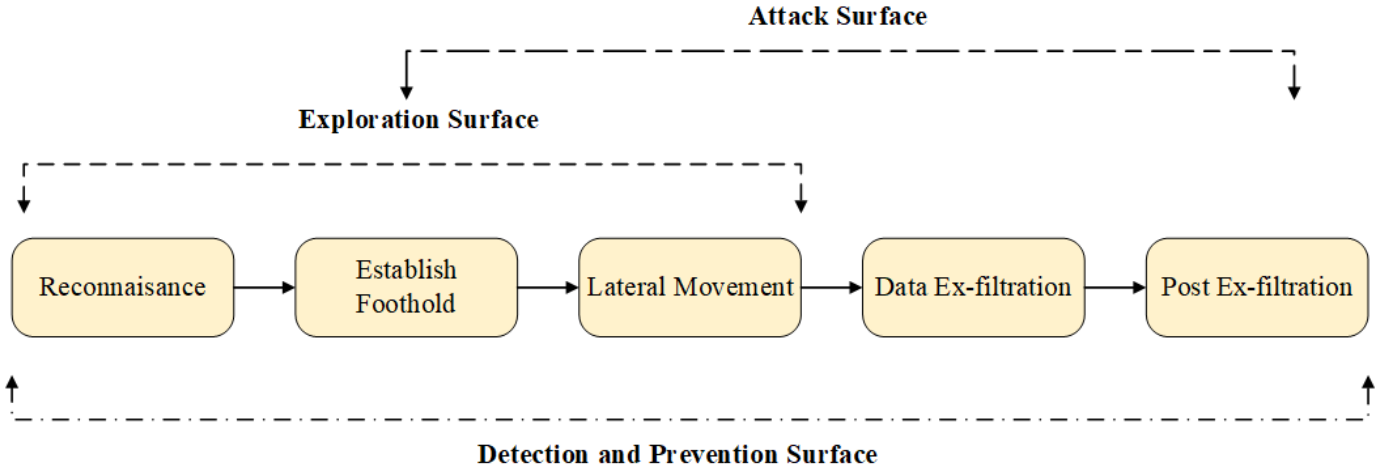 Attack Surface
Exploration Surface
Reconnaisance
Establish
Foothold
Lateral Movement
Data Ex-filtration
Post Ex-filtration
Detection and Prevention Surface